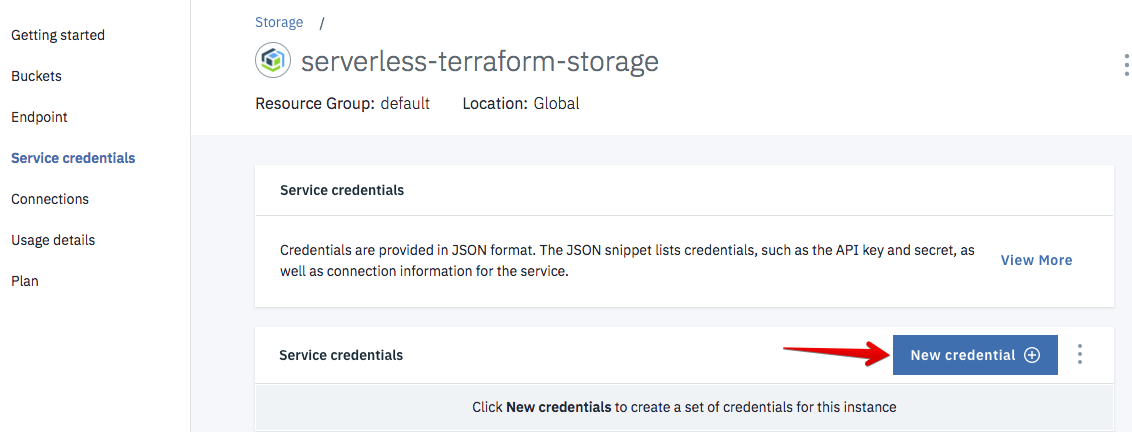 Getting started
Buckets
Endpoint
Service credentials
Connections
Usage details
Plan
Storage /
serverless-terraform-storage
Resource Group: default Location: Global
Service credentials
Credentials are provided in JSON format. The JSON snippet lists credentials, such as the API key and secret, as
well as connection information for the service.
View More
Service credentials
New credential
Click New credentials to create a set of credentials for this instance